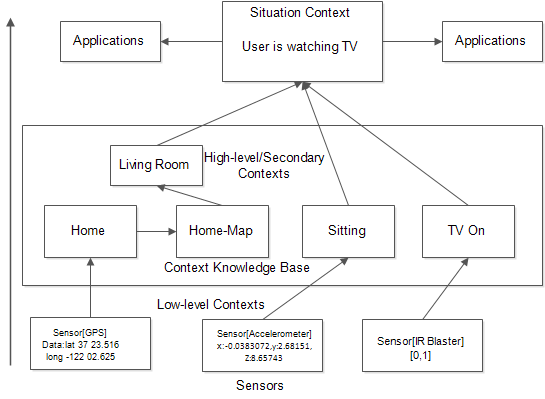 Situation Context
User is watching TV
Applications
Applications
Living Room
High-level/Secondary
Contexts
Home
Home-Map
Sitting
TV On
Context Knowledge Base
Low-level Contexts
Sensor[GPS]
Data:lat 37 23.516
long -122 02.625
Sensor[Accelerometer]
x:-0.0383072,y:2.68151,
Z:8.65743
Sensor[IR Blaster]
[0,1]
Sensors